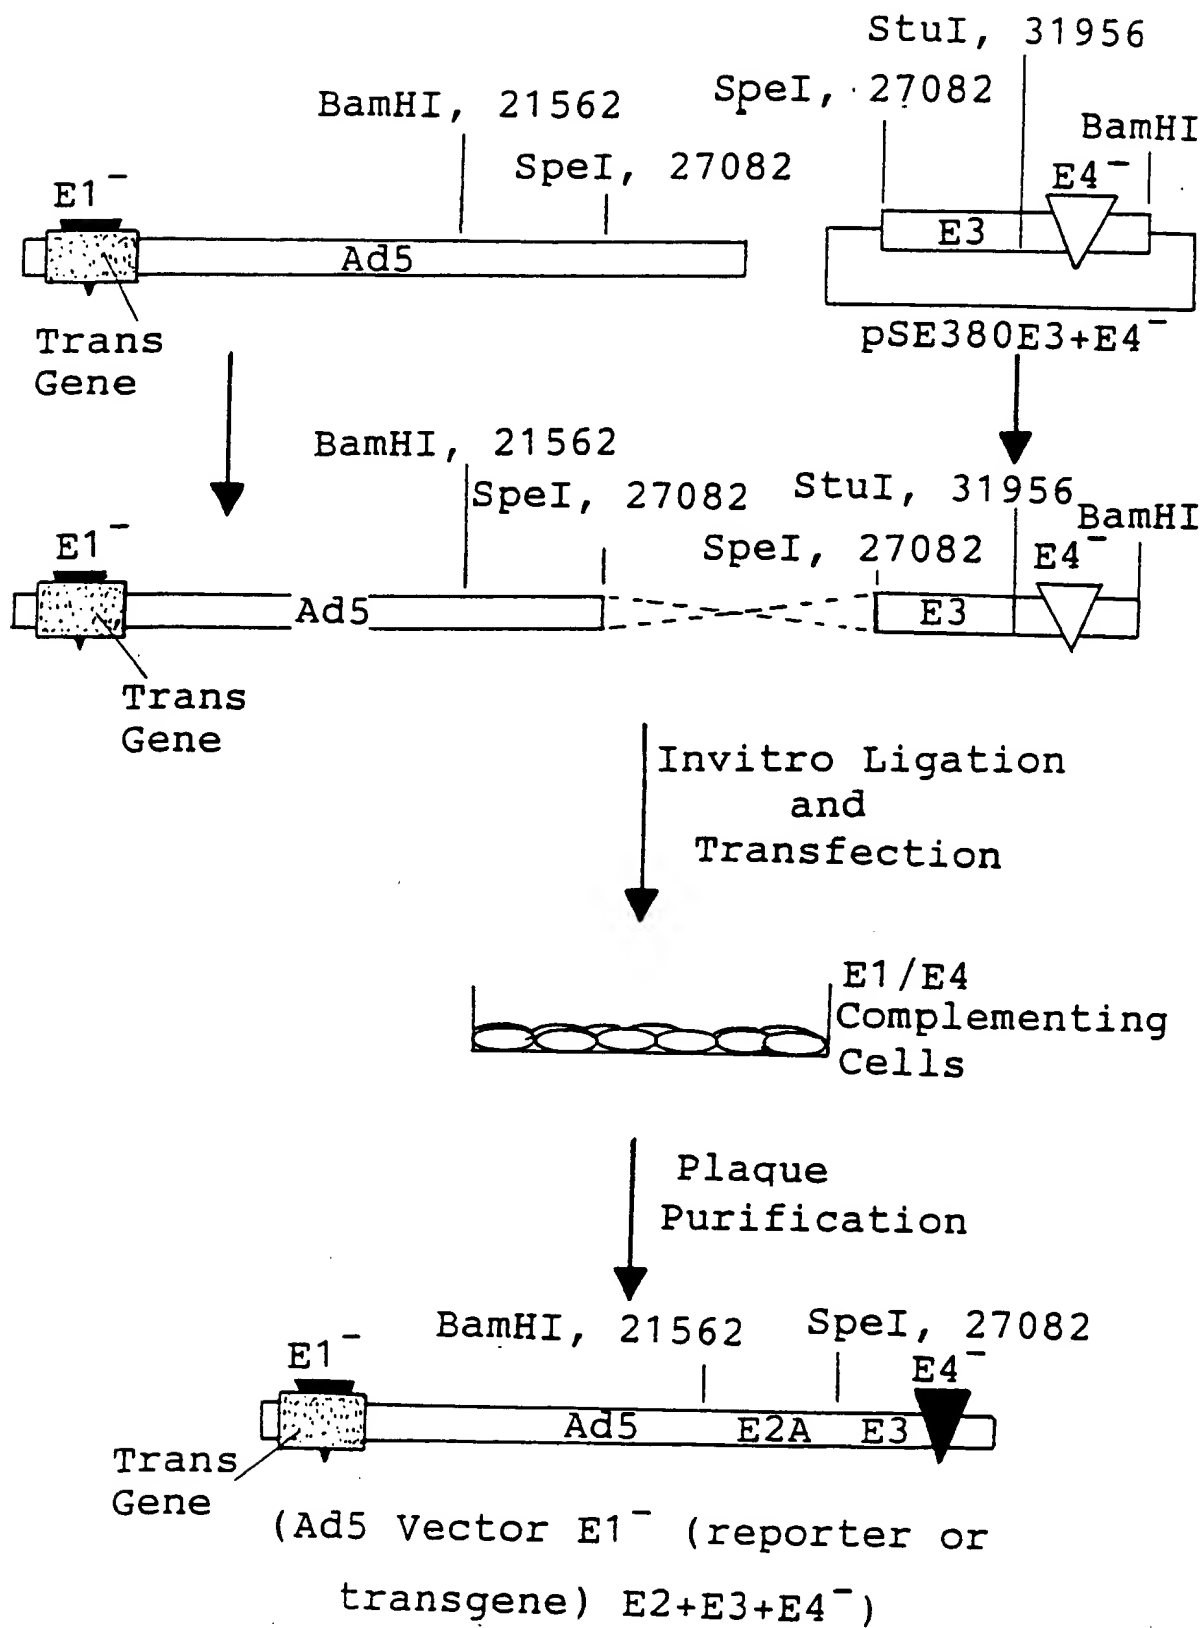 StuI, 31956
SpeI, 27082
BamHI, 21562
BamHI
SpeI, 27082
E4⁻
E1⁻
E3
Ad5
Trans
Gene
pSE380E3+E4⁻
BamHI, 21562
SpeI, 27082
StuI, 31956
BamHI
SpeI, 27082
E4⁻
E1⁻
Ad5
E3
Trans
Gene
Invitro Ligation
and
Transfection
E1/E4
Complementing
Cells
Plaque
Purification
BamHI, 21562
SpeI, 27082
E1⁻
E4⁻
Ad5
E2A
E3
Trans
Gene
(Ad5 Vector E1⁻ (reporter or
transgene) E2+E3+E4⁻)